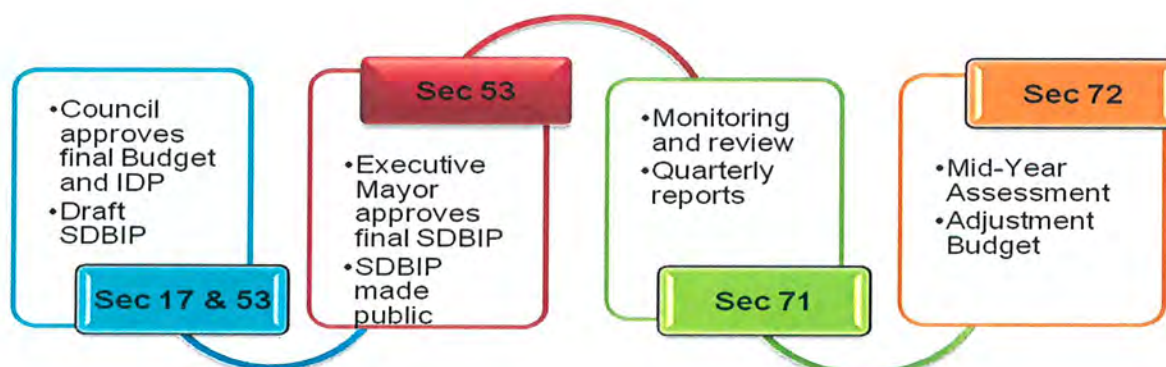 •Council
approves
final Budget
and IDP
•Draft
SDBIP
Sec 17 & 53
Sec 53
•Executive
Mayor
approves
final SDBIP
•SDBIP
made
public
•Monitoring
and review
•Quarterly
reports
Sec 71
Sec 72
•Mid-Year
Assessment
•Adjustment
Budget